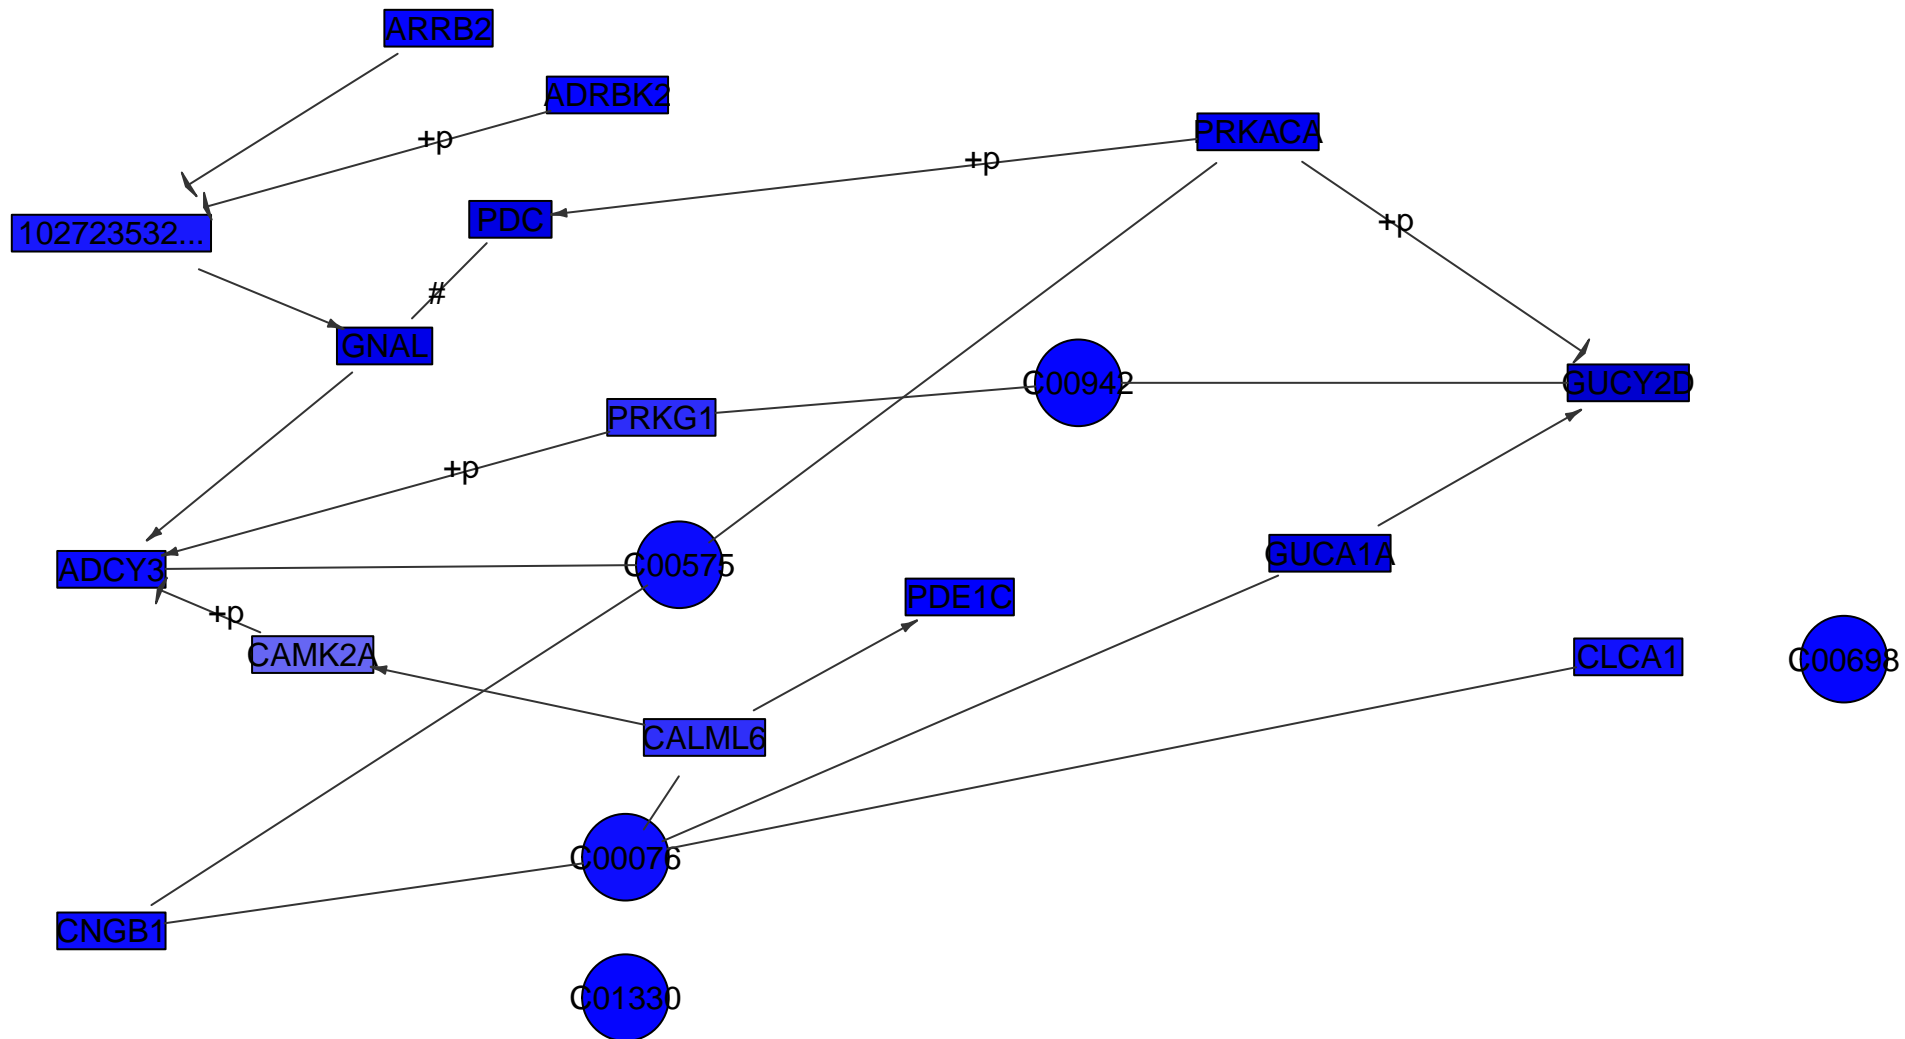 ARRB2
ADRBK2
PRKACA
+p
+p
102723532...
PDC
+p
#
GNAL
C00942
GUCY2D
PRKG1
+p
ADCY3
C00575
GUCA1A
PDE1C
+p
CAMK2A
CLCA1
C00698
CALML6
C00076
CNGB1
C01330